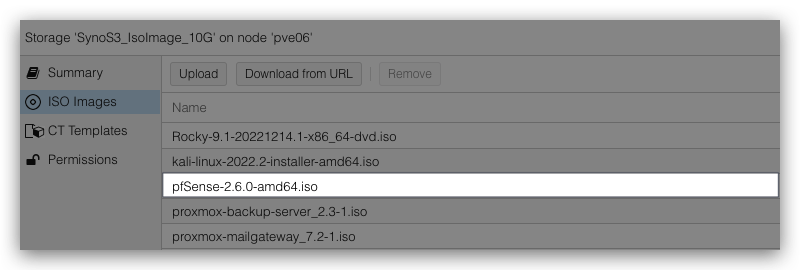 Storage 'SynoS3_IsoImage_10G' on node 'pve06'
Summary
ISO Images
CT Templates
Permissions
Upload Download from URL Remove
Name
Rocky-9.1-20221214.1-x86_64-dvd.iso
kali-linux-2022.2-installer-amd64.iso
pfSense-2.6.0-amd64.iso
proxmox-backup-server_2.3-1.iso
proxmox-mailgateway_7.2-1.iso